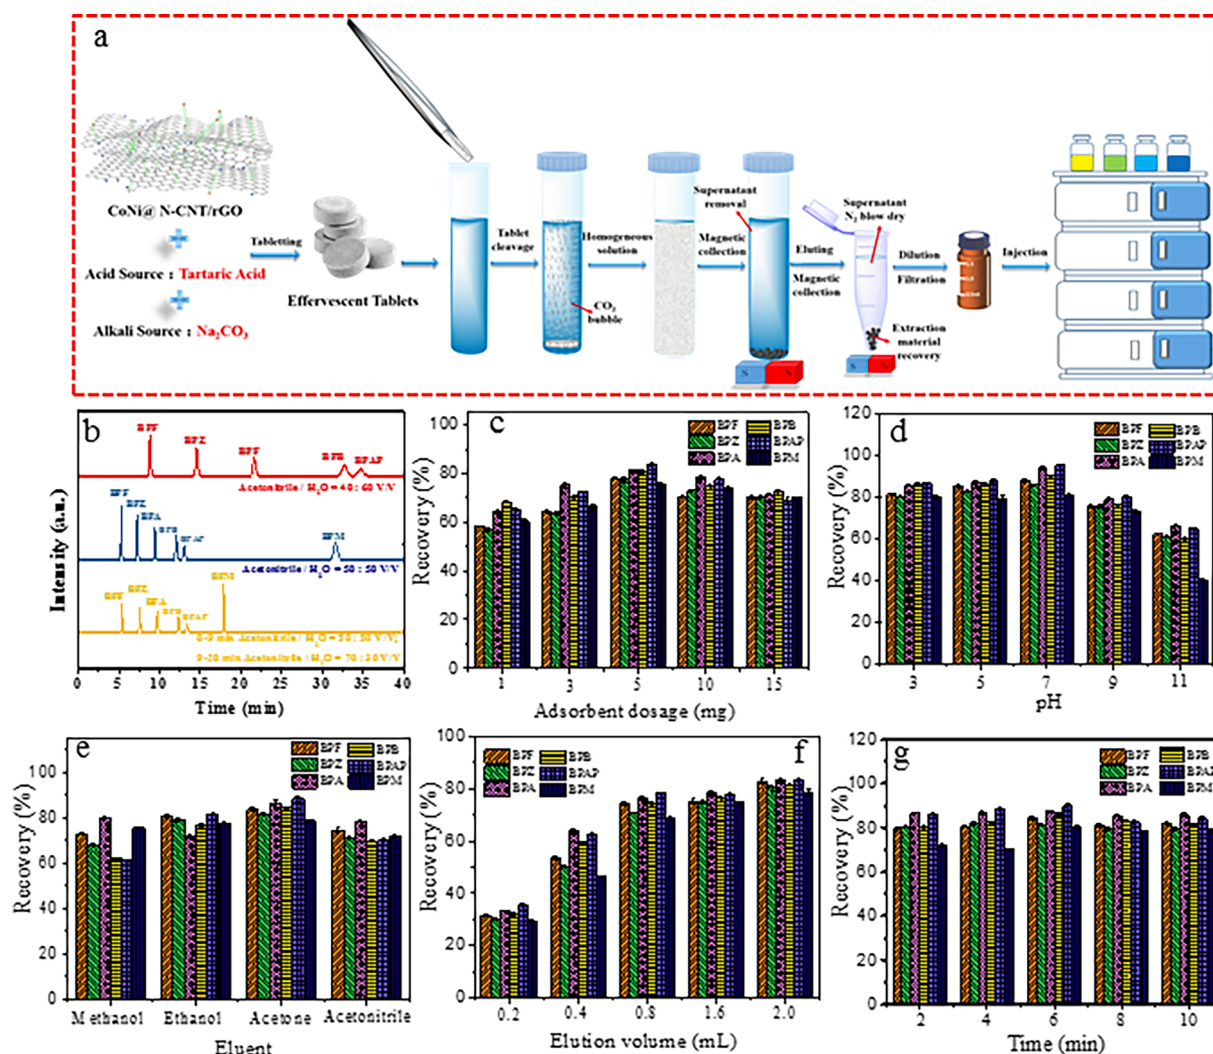 a
CoNi@ N-CNT/rGO
Acid Source : Tartaric Acid
Alkali Source : Na₂CO₃
Tabletting
Effervescent Tablets
Tablet
cleavage
CO₂
bubble
Homogeneous
solution
Supernatant
removal
Magnetic
collection
Eluting
Magnetic
collection
Supernatant
N₂ blow dry
Extraction
material
recovery
Dilution
Filtration
Injection
S
N
S
N
b
Intensity (a.u.)
BPF
BPZ
BPF
BPB
BPAP
Acetonitrile / H₂O = 40 : 60 V/V
BPF
BPZ
BPA
BPB
BPAP
BPM
Acetonitrile / H₂O = 50 : 50 V/V
BPF
BPZ
BPA
BPB
BPAP
BPM
0-9 min Acetonitrile / H₂O = 50 : 50 V/V;
9-20 min Acetonitrile / H₂O = 70 : 30 V/V
0 5 10 15 20 25 30 35 40
Time (min)
c
Recovery (%)
100
80
60
40
20
0
BPF BPB
BPZ BPAP
BPA BPM
1 3 5 10 15
Adsorbent dosage (mg)
d
Recovery (%)
120
100
80
60
40
20
0
BPF BPB
BPZ BPAP
BPA BPM
3 5 7 9 11
pH
e
Recovery (%)
100
80
60
40
20
0
BPF BPB
BPZ BPAP
BPA BPM
Methanol Ethanol Acetone Acetonitrile
Eluent
f
Recovery (%)
100
80
60
40
20
0
BPF BPB
BPZ BPAP
BPA BPM
0.2 0.4 0.8 1.6 2.0
Elution volume (mL)
g
Recovery (%)
120
100
80
60
40
20
0
BPF BPB
BPZ BPAP
BPA BPM
2 4 6 8 10
Time (min)